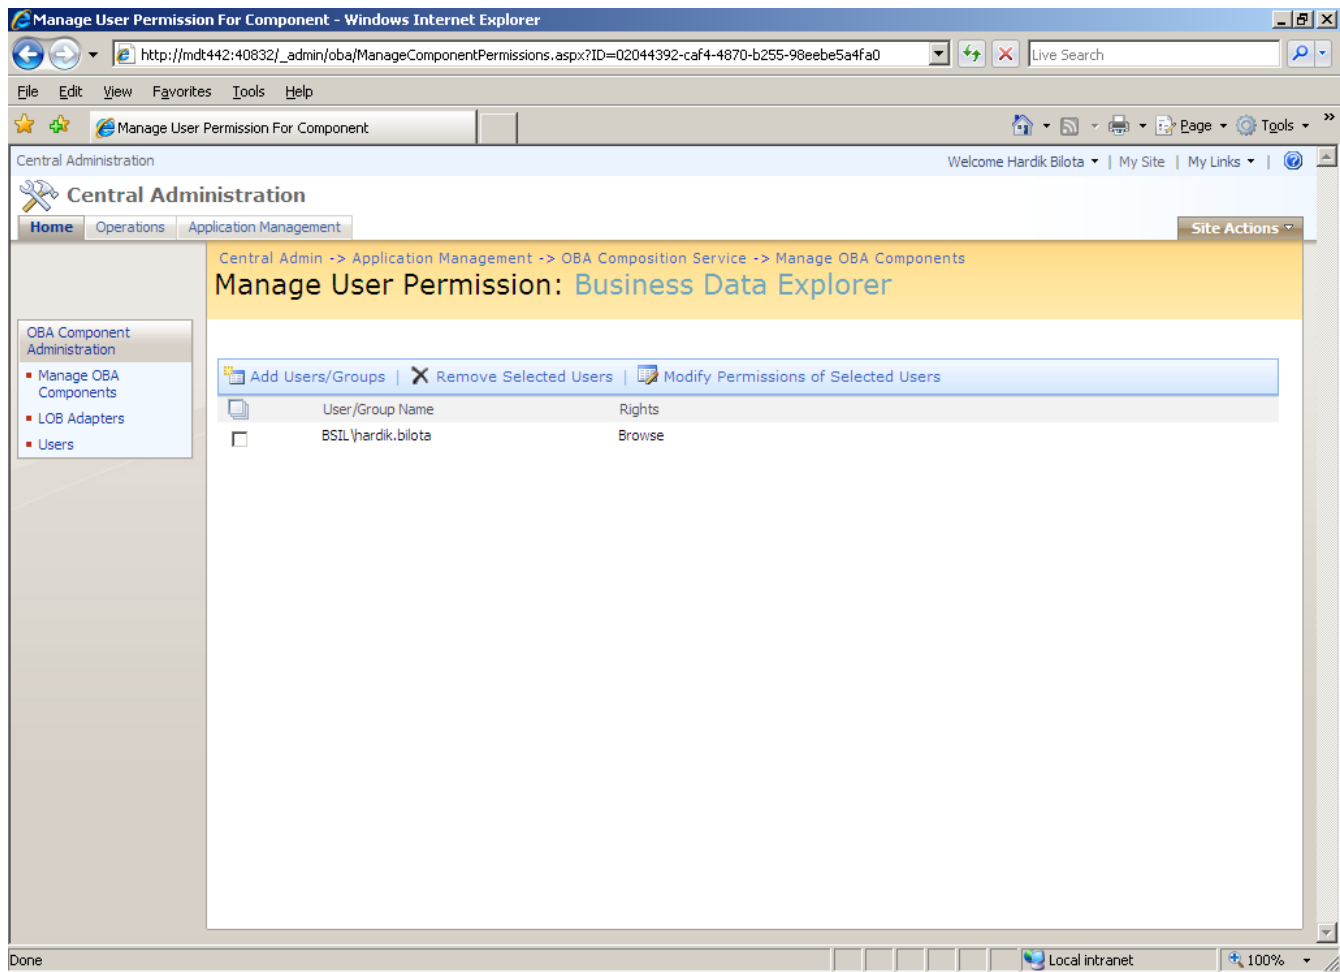 Manage User Permission For Component - Windows Internet Explorer
http://mdt442:40832/_admin/oba/ManageComponentPermissions.aspx?ID=02044392-caf4-4870-b255-98eebe5a4fa0
Live Search
File Edit View Favorites Tools Help
Manage User Permission For Component
Page Tools »
Central Administration
Welcome Hardik Bilota | My Site | My Links |
Central Administration
Home Operations Application Management
Site Actions
Central Admin -> Application Management -> OBA Composition Service -> Manage OBA Components
Manage User Permission: Business Data Explorer
OBA Component
Administration
Manage OBA
Components
LOB Adapters
Users
Add Users/Groups | Remove Selected Users | Modify Permissions of Selected Users
User/Group Name Rights
BSIL\hardik.bilota Browse
Done
Local intranet
100%